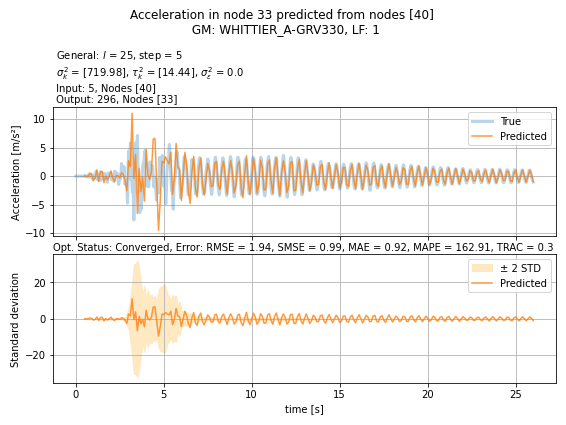 Acceleration in node 33 predicted from nodes [40]
GM: WHITTIER_A-GRV330, LF: 1
General: l = 25, step = 5
σ²ₖ = [719.98], τ²ₖ = [14.44], σ²ε = 0.0
Input: 5, Nodes [40]
Output: 296, Nodes [33]
Acceleration [m/s²]
10
5
0
−5
−10
True
Predicted
Opt. Status: Converged, Error: RMSE = 1.94, SMSE = 0.99, MAE = 0.92, MAPE = 162.91, TRAC = 0.3
Standard deviation
20
0
−20
± 2 STD
Predicted
0 5 10 15 20 25
time [s]